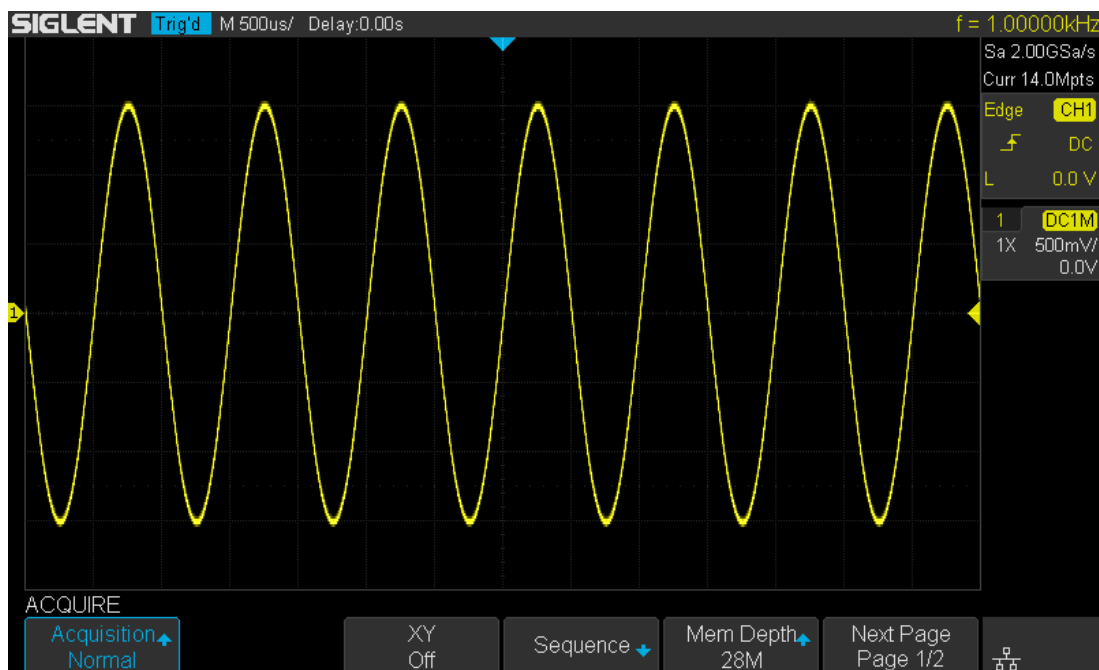 SIGLENT Trig'd M 500us/ Delay:0.00s f = 1.00000kHz
Sa 2.00GSa/s
Curr 14.0Mpts
Edge CH1
DC
L 0.0 V
1 DC1M
1X 500mV/
0.0V
1
ACQUIRE
Acquisition
Normal
XY
Off
Sequence
Mem Depth
28M
Next Page
Page 1/2